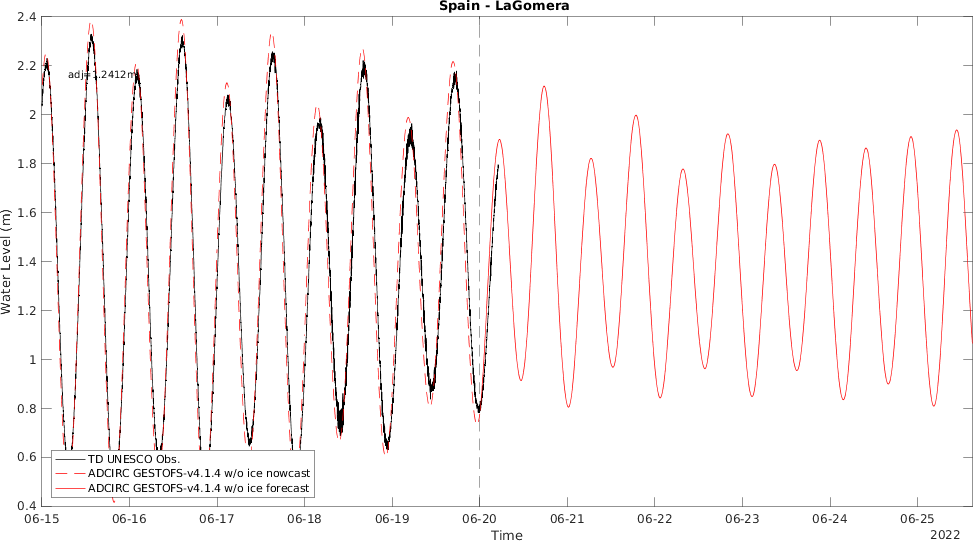 Spain - LaGomera
2.4
2.2
2
1.8
1.6
1.4
1.2
1
0.8
0.6
0.4
Water Level (m)
adj=1.2412m
TD UNESCO Obs.
ADCIRC GESTOFS-v4.1.4 w/o ice nowcast
ADCIRC GESTOFS-v4.1.4 w/o ice forecast
06-15 06-16 06-17 06-18 06-19 06-20 06-21 06-22 06-23 06-24 06-25
Time
2022